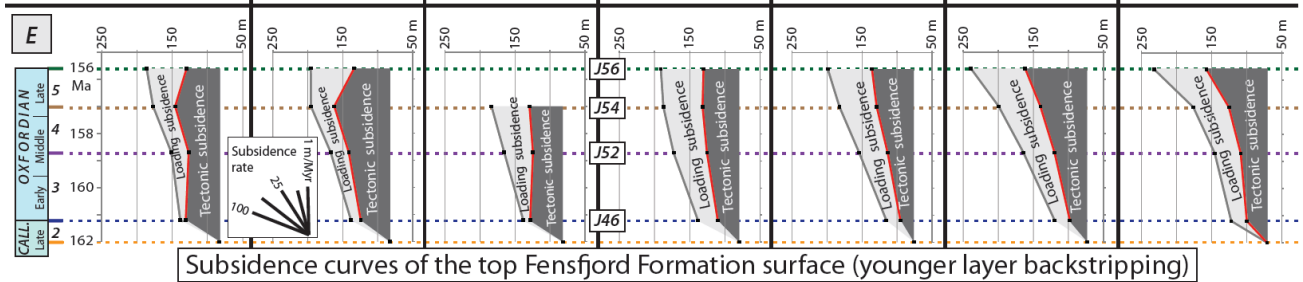 E
250 150 50 m
250 150 50 m
250 150 50 m
250 150 50 m
250 150 50 m
250 150 50 m
250 150 50 m
156
Ma
158
160
162
OXFORDIAN
Late
Middle
Early
5
4
3
CALL.
Late
2
Loading subsidence
Tectonic subsidence
Subsidence
rate
1 m/Myr
25
100
Loading subsidence
Tectonic subsidence
Loading subsidence
Tectonic subsidence
J56
J54
J52
J46
Loading subsidence
Tectonic subsidence
Loading subsidence
Tectonic subsidence
Loading subsidence
Tectonic subsidence
Loading subsidence
Tectonic subsidence
Subsidence curves of the top Fensfjord Formation surface (younger layer backstripping)